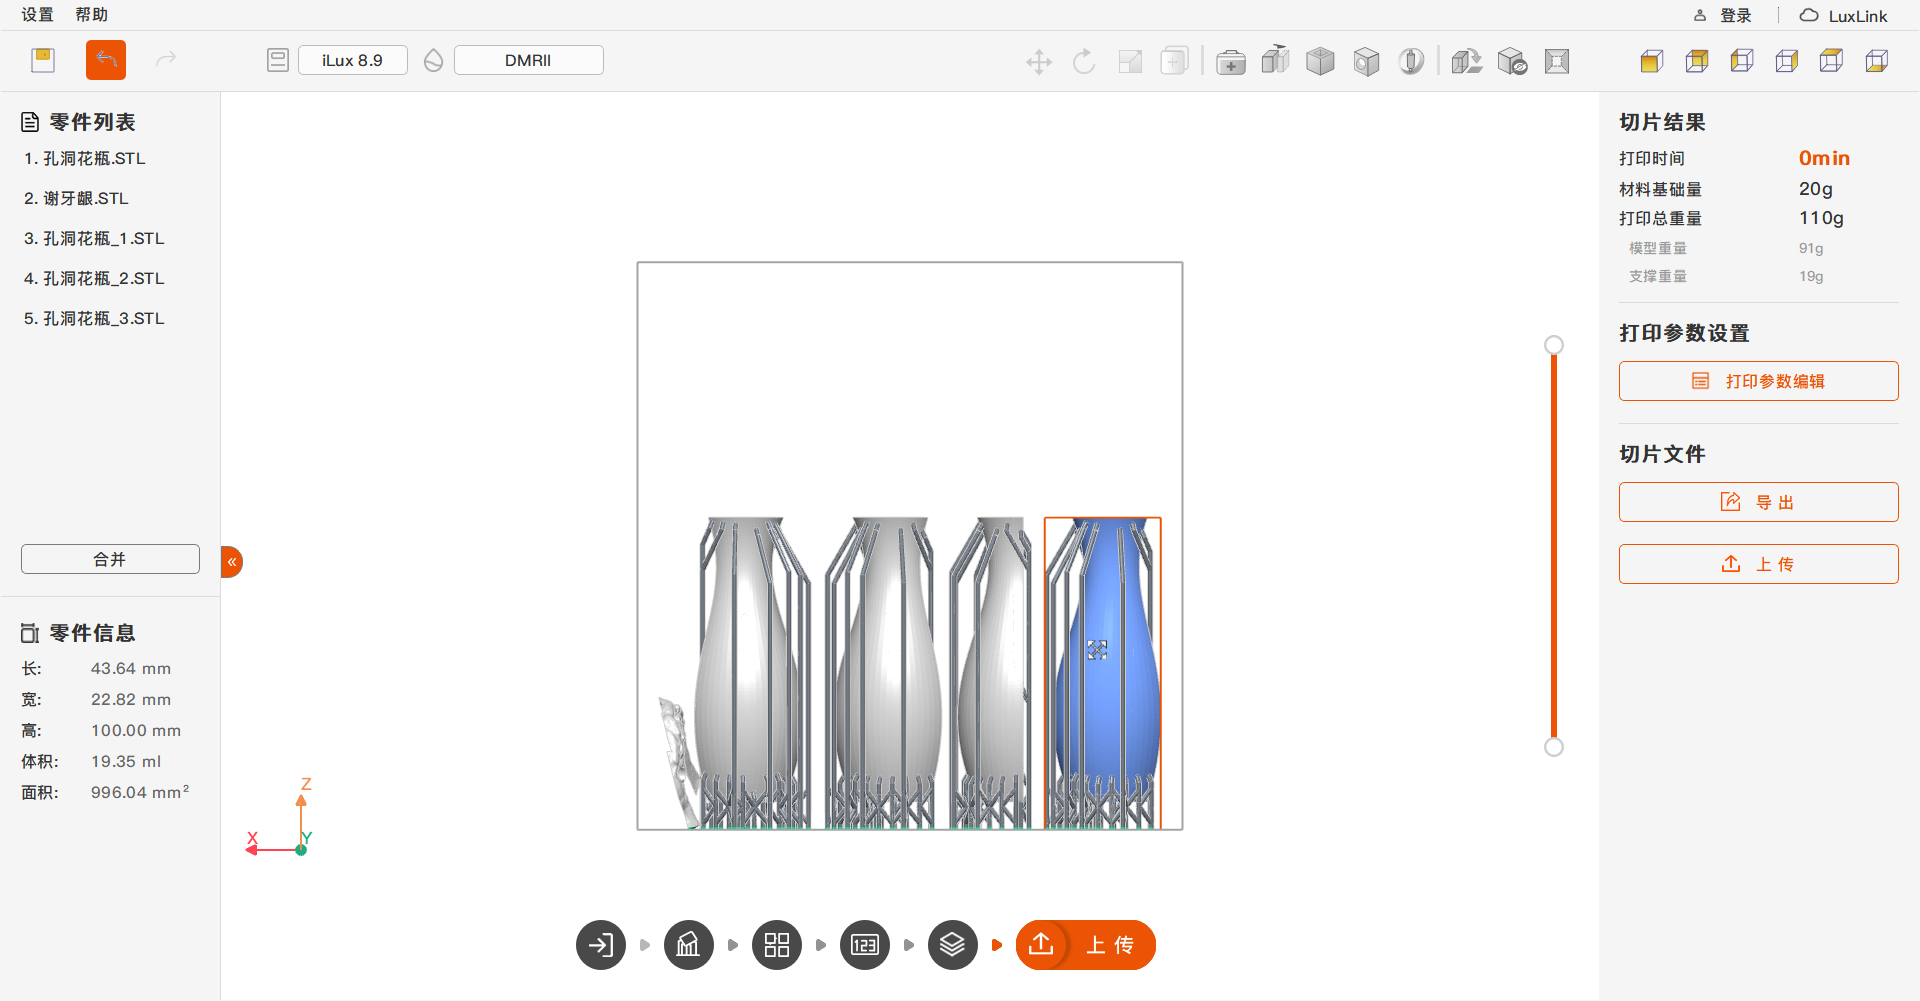 设置 帮助
登录 LuxLink
iLux 8.9 DMRII
零件列表
1. 孔洞花瓶.STL
2. 谢牙龈.STL
3. 孔洞花瓶_1.STL
4. 孔洞花瓶_2.STL
5. 孔洞花瓶_3.STL
合并
«
零件信息
长: 43.64 mm
宽: 22.82 mm
高: 100.00 mm
体积: 19.35 ml
面积: 996.04 mm²
Z
X Y
123
上 传
切片结果
打印时间 0min
材料基础量 20g
打印总重量 110g
模型重量 91g
支撑重量 19g
打印参数设置
打印参数编辑
切片文件
导 出
上 传